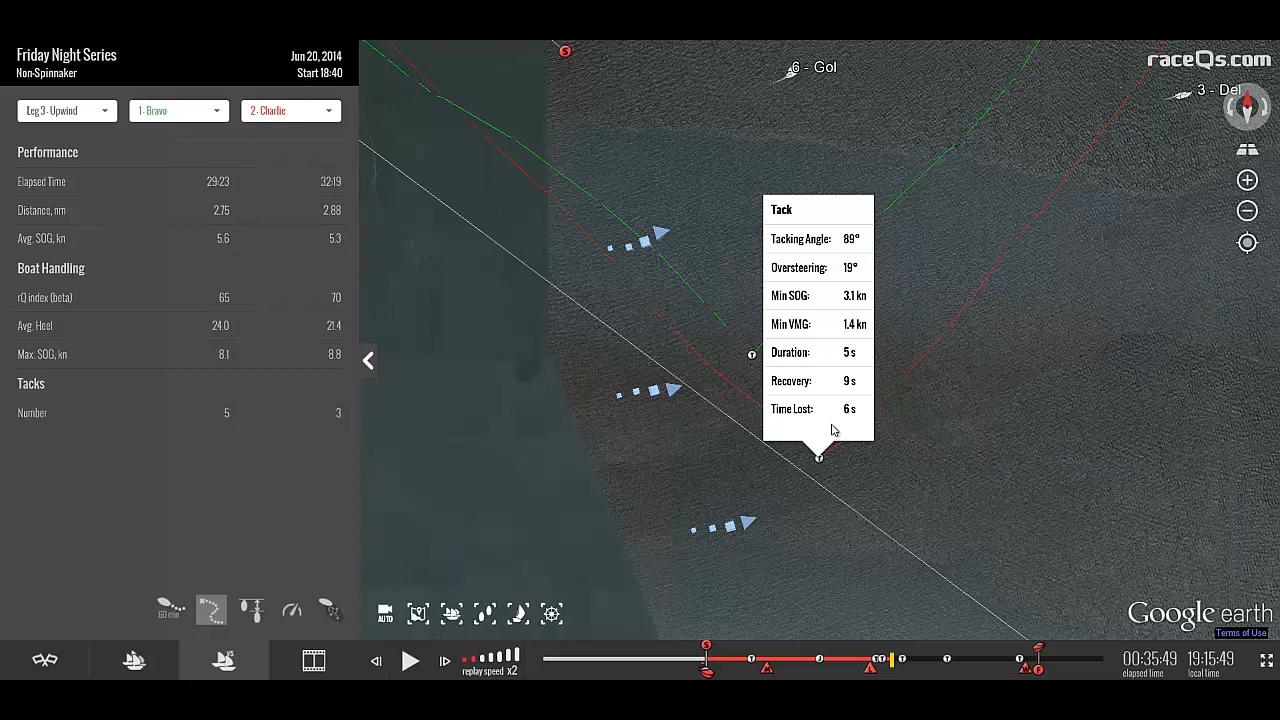 Friday Night Series
Jun 20, 2014
Non-Spinnaker
Start 18:40
Leg 3 - Upwind
1 - Bravo
2 - Charlie
Performance
Elapsed Time 29:23 32:19
Distance, nm 2.75 2.88
Avg. SOG, kn 5.6 5.3
Boat Handling
rQ index (beta) 65 70
Avg. Heel 24.0 21.4
Max. SOG, kn 8.1 8.8
Tacks
Number 5 3
60 min
S
6 - Gol
raceQs.com
3 - Del
Tack
Tacking Angle: 89°
Oversteering: 19°
Min SOG: 3.1 kn
Min VMG: 1.4 kn
Duration: 5 s
Recovery: 9 s
Time Lost: 6 s
T
T
AUTO
Google earth
Terms of Use
VS
replay speed x2
S
T
J
T
T
T
T
T
F
00:35:49
elapsed time
19:15:49
local time